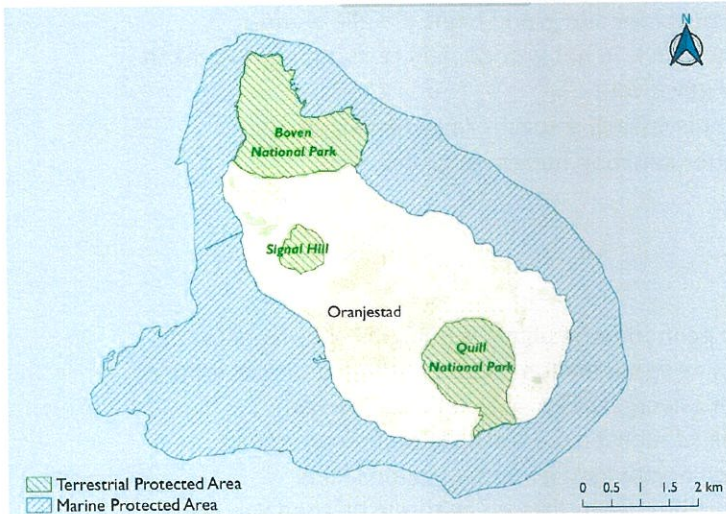 N
Boven
National Park
Signal Hill
Oranjestad
Quill
National Park
Terrestrial Protected Area
Marine Protected Area
0 0.5 1 1.5 2 km